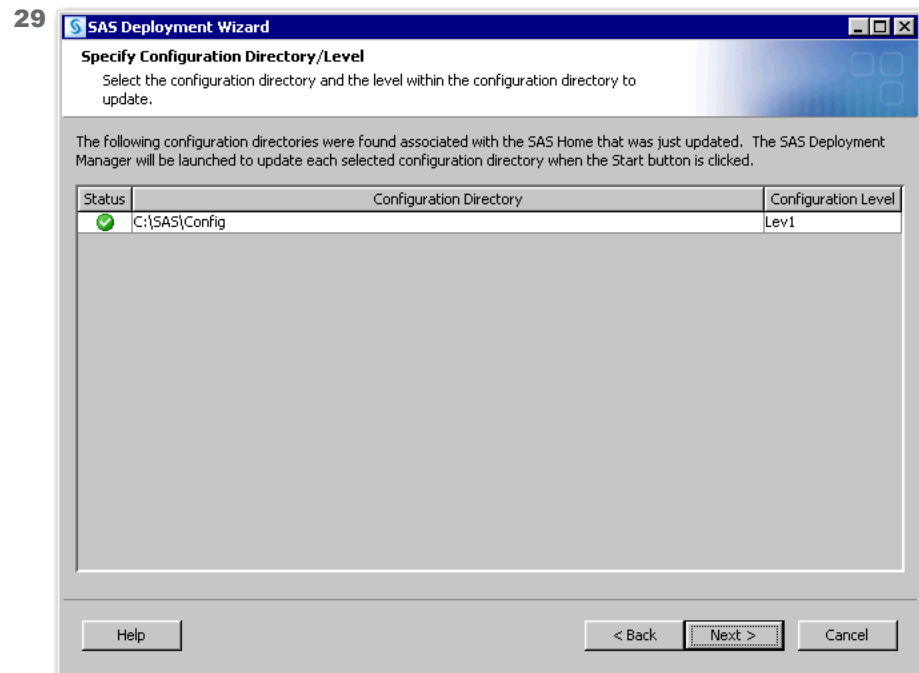 29
SAS Deployment Wizard
Specify Configuration Directory/Level
Select the configuration directory and the level within the configuration directory to
update.
The following configuration directories were found associated with the SAS Home that was just updated.  The SAS Deployment
Manager will be launched to update each selected configuration directory when the Start button is clicked.
Status Configuration Directory Configuration Level
C:\SAS\Config Lev1
Help < Back Next > Cancel